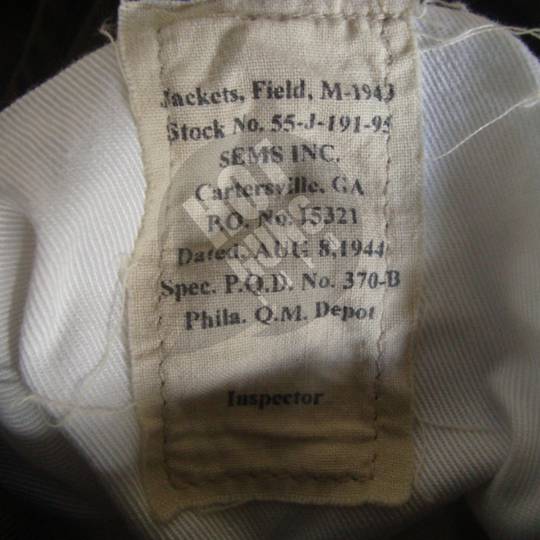 Jackets, Field, M-1943
Stock No. 55-J-191-95
SEMS INC.
Cartersville, GA
P.O. No. 15321
Dated, AUG 8,1944
Spec. P.Q.D. No. 370-B
Phila. Q.M. Depot
Inspector